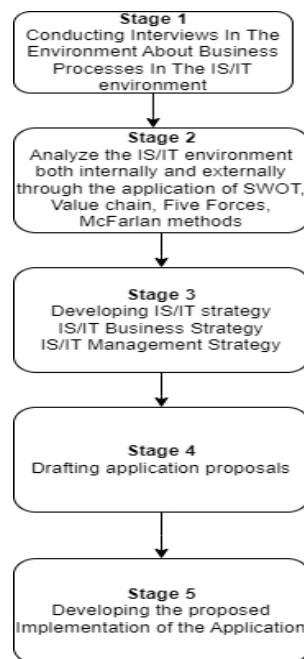 Stage 1
Conducting Interviews In The
Environment About Business
Processes In The IS/IT
environment
Stage 2
Analyze the IS/IT environment
both internally and externally
through the application of SWOT,
Value chain, Five Forces,
McFarlan methods
Stage 3
Developing IS/IT strategy
IS/IT Business Strategy
IS/IT Management Strategy
Stage 4
Drafting application proposals
Stage 5
Developing the proposed
Implementation of the Application